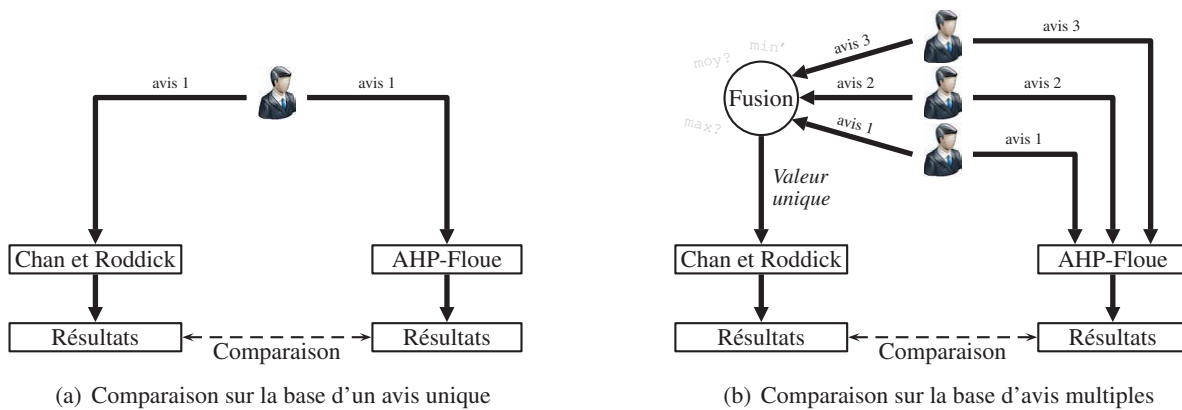 avis 1
avis 1
Chan et Roddick
AHP-Floue
Résultats
Résultats
Comparaison
(a) Comparaison sur la base d'un avis unique
min'
moy?
max?
Fusion
avis 3
avis 3
avis 2
avis 2
avis 1
avis 1
Valeur
unique
Chan et Roddick
AHP-Floue
Résultats
Résultats
Comparaison
(b) Comparaison sur la base d'avis multiples